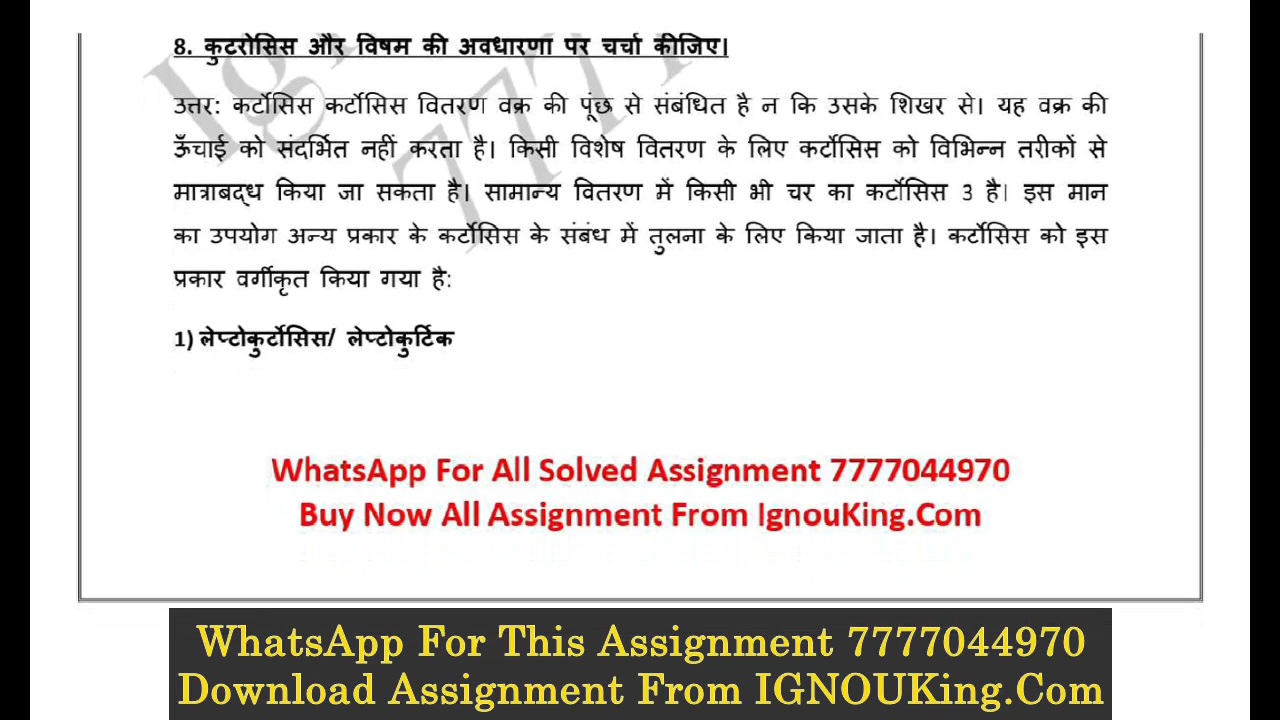 8. कुटरोसिस और विषम की अवधारणा पर चर्चा कीजिए।
उत्तर: कर्टोसिस कर्टोसिस वितरण वक्र की पूंछ से संबंधित है न कि उसके शिखर से। यह वक्र की
ऊँचाई को संदर्भित नहीं करता है। किसी विशेष वितरण के लिए कर्टोसिस को विभिन्न तरीकों से
मात्राबद्ध किया जा सकता है। सामान्य वितरण में किसी भी चर का कर्टोसिस 3 है। इस मान
का उपयोग अन्य प्रकार के कर्टोसिस के संबंध में तुलना के लिए किया जाता है। कर्टोसिस को इस
प्रकार वर्गीकृत किया गया है:
1) लेप्टोकुर्टोसिस/ लेप्टोकुर्टिक
WhatsApp For All Solved Assignment 7777044970
Buy Now All Assignment From IgnouKing.Com
WhatsApp For This Assignment 7777044970
Download Assignment From IGNOUKing.Com